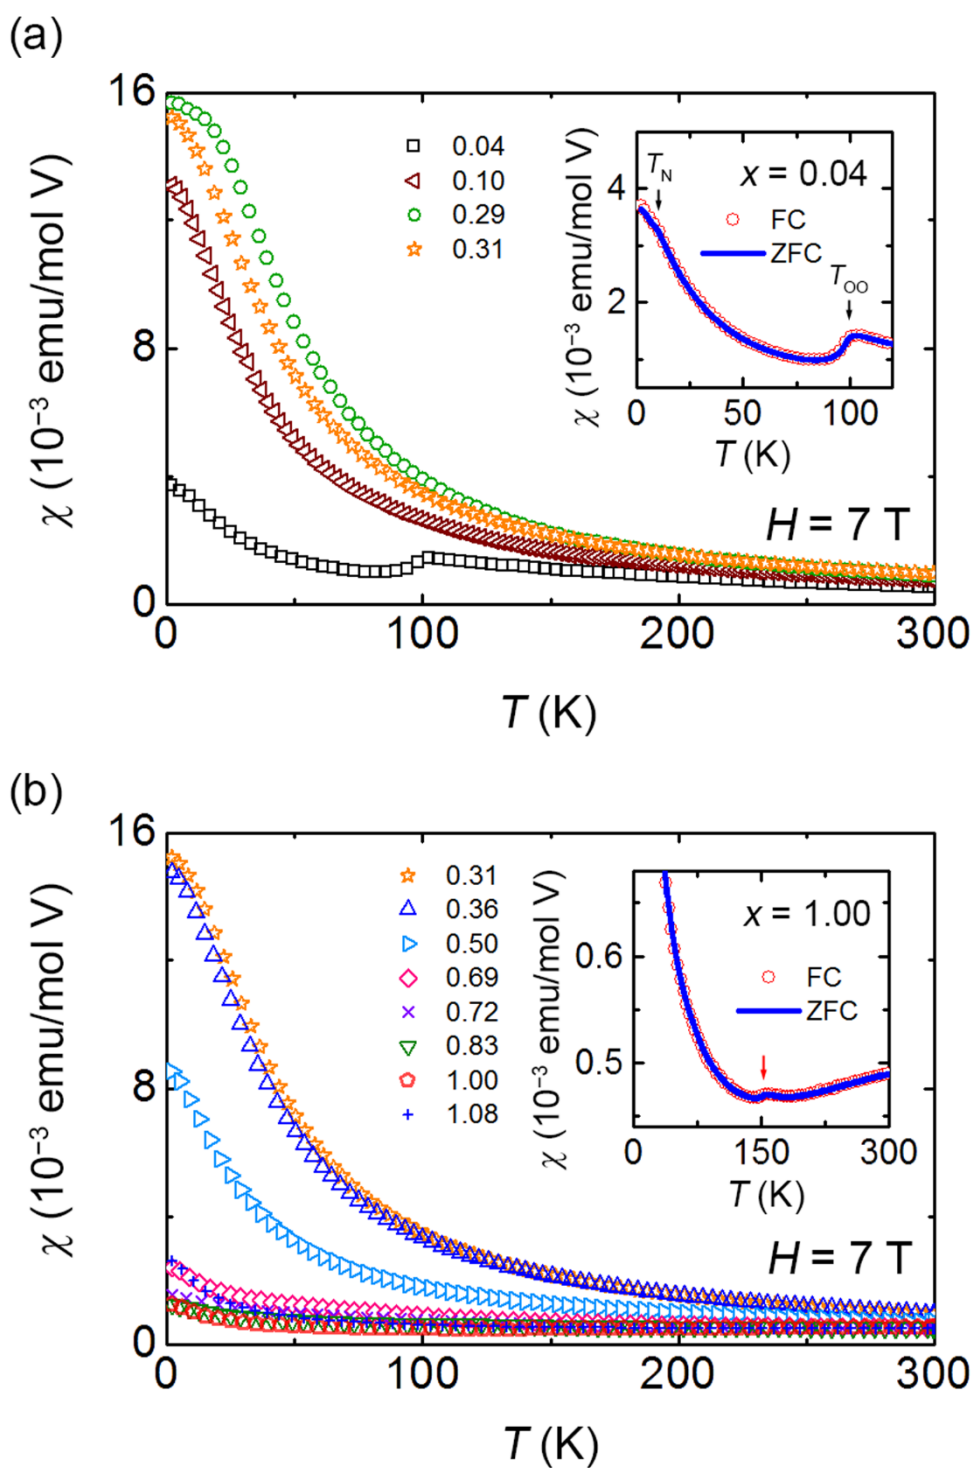 (a)
16
8
0
χ (10⁻³ emu/mol V)
0.04
0.10
0.29
0.31
4
2
χ (10⁻³ emu/mol V)
T_N
x = 0.04
FC
ZFC
T_OO
0 50 100
T (K)
H = 7 T
0 100 200 300
T (K)
(b)
16
8
0
χ (10⁻³ emu/mol V)
0.31
0.36
0.50
0.69
0.72
0.83
1.00
1.08
0.6
0.5
χ (10⁻³ emu/mol V)
x = 1.00
FC
ZFC
0 150 300
T (K)
H = 7 T
0 100 200 300
T (K)